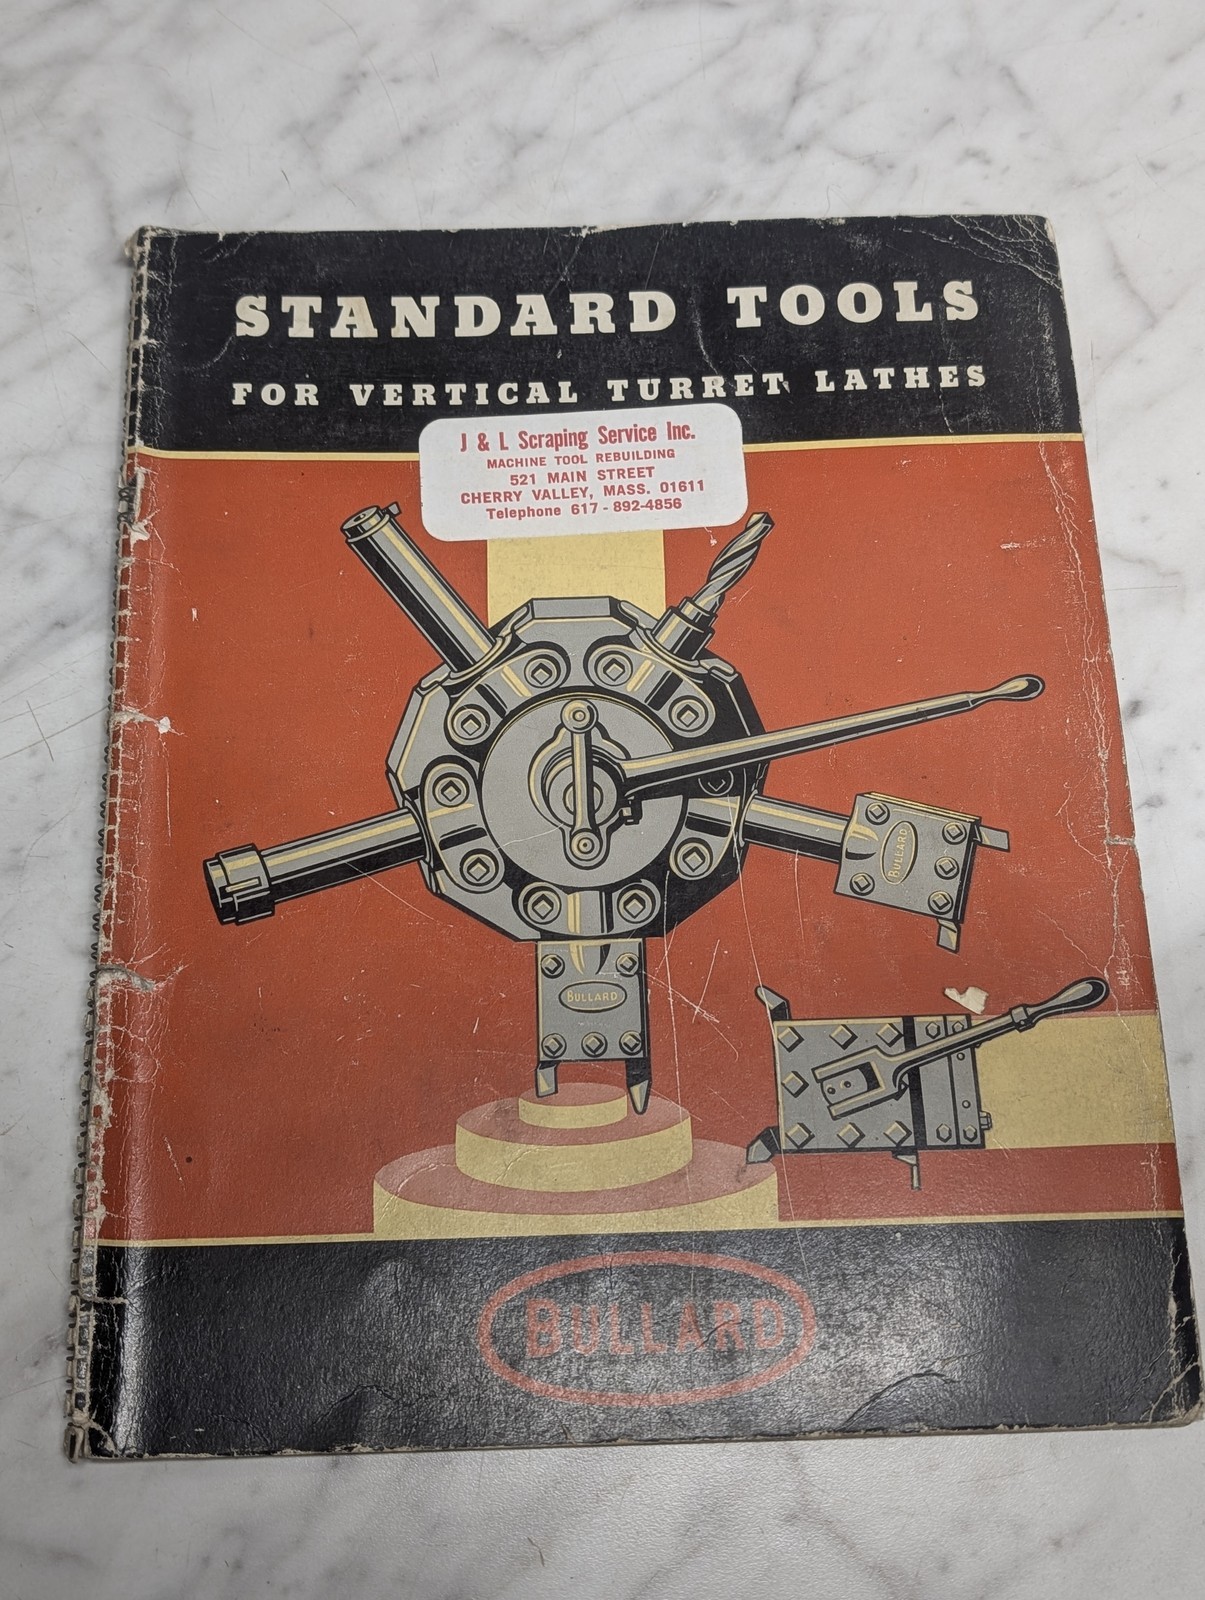 STANDARD TOOLS
FOR VERTICAL TURRET LATHES
J & L Scraping Service Inc.
MACHINE TOOL REBUILDING
521 MAIN STREET
CHERRY VALLEY, MASS. 01611
Telephone 617-892-4856
BULLARD
BULLARD
BULLARD